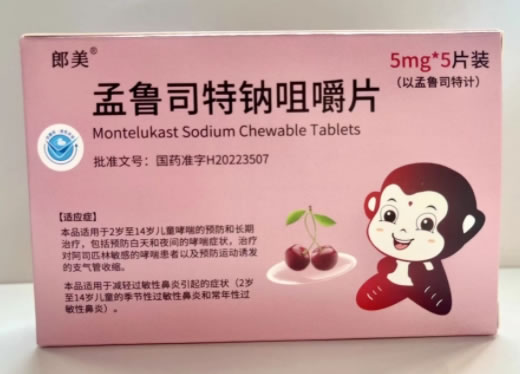 郎美®
5mg*5片装
(以孟鲁司特计)
孟鲁司特钠咀嚼片
Montelukast Sodium Chewable Tablets
批准文号：国药准字H20223507
【适应症】
本品适用于2岁至14岁儿童哮喘的预防和长期
治疗，包括预防白天和夜间的哮喘症状，治疗
对阿司匹林敏感的哮喘患者以及预防运动诱发
的支气管收缩。
本品适用于减轻过敏性鼻炎引起的症状（2岁
至14岁儿童的季节性过敏性鼻炎和常年性过
敏性鼻炎）。